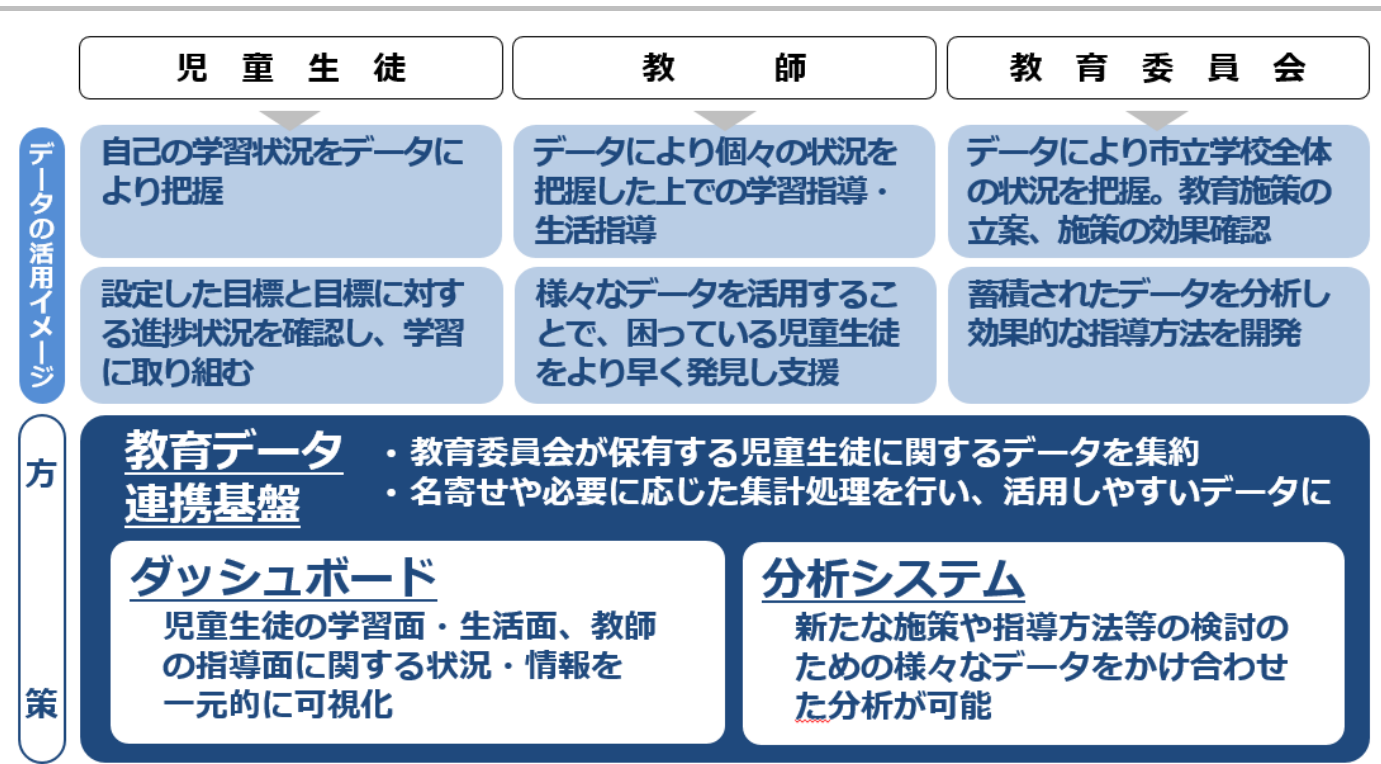 児童生徒
教師
教育委員会
データの活用イメージ
自己の学習状況をデータに
より把握
データにより個々の状況を
把握した上での学習指導・
生活指導
データにより市立学校全体
の状況を把握。教育施策の
立案、施策の効果確認
設定した目標と目標に対す
る進捗状況を確認し、学習
に取り組む
様々なデータを活用するこ
とで、困っている児童生徒
をより早く発見し支援
蓄積されたデータを分析し
効果的な指導方法を開発
方策
教育データ
連携基盤
・教育委員会が保有する児童生徒に関するデータを集約
・名寄せや必要に応じた集計処理を行い、活用しやすいデータに
ダッシュボード
児童生徒の学習面・生活面、教師
の指導面に関する状況・情報を
一元的に可視化
分析システム
新たな施策や指導方法等の検討の
ための様々なデータをかけ合わせ
た分析が可能